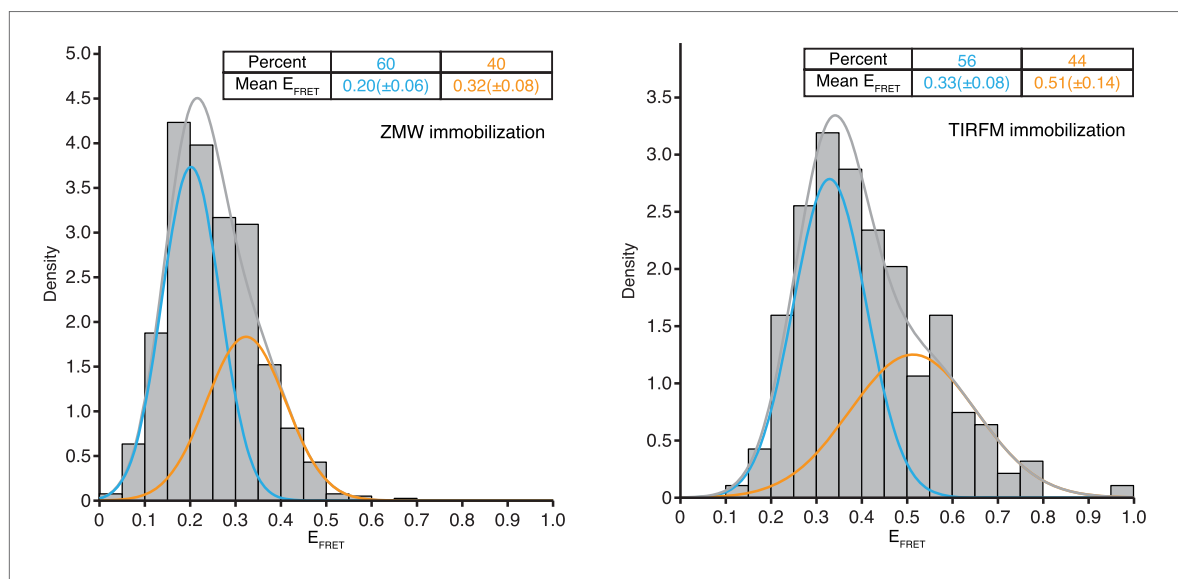 Percent 60 40
Mean EFRET 0.20(±0.06) 0.32(±0.08)
ZMW immobilization
5.0
4.5
4.0
3.5
3.0
2.5
2.0
1.5
1.0
0.5
0
Density
0 0.1 0.2 0.3 0.4 0.5 0.6 0.7 0.8 0.9 1.0
EFRET
Percent 56 44
Mean EFRET 0.33(±0.08) 0.51(±0.14)
TIRFM immobilization
3.5
3.0
2.5
2.0
1.5
1.0
0.5
0
Density
0 0.1 0.2 0.3 0.4 0.5 0.6 0.7 0.8 0.9 1.0
EFRET